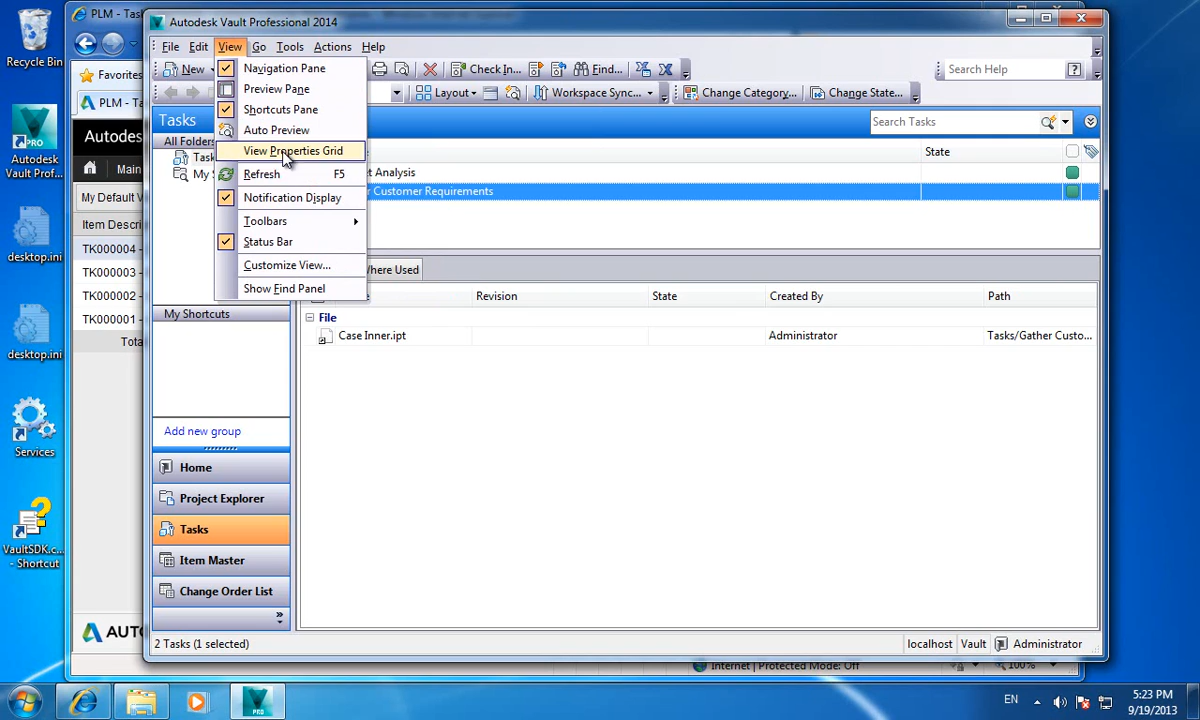 Recycle Bin
Autodesk
Vault Prof...
desktop.ini
desktop.ini
Services
VaultSDK.c...
- Shortcut
PLM - Ta
Favorites
PLM - Ta
Autodes
Main
My Default
Item Descri
TK000004 -
TK000003 -
TK000002 -
TK000001 -
Tota
AUT
Autodesk Vault Professional 2014
File Edit View Go Tools Actions Help
New
Check In... Find...
Search Help
Layout Workspace Sync... Change Category... Change State...
Tasks
Search Tasks
All Folders
Task
My S
State
et Analysis
r Customer Requirements
Navigation Pane
Preview Pane
Shortcuts Pane
Auto Preview
View Properties Grid
Refresh F5
Notification Display
Toolbars
Status Bar
Customize View...
Show Find Panel
Where Used
Revision State Created By Path
File
Case Inner.ipt Administrator Tasks/Gather Custo...
My Shortcuts
Add new group
Home
Project Explorer
Tasks
Item Master
Change Order List
2 Tasks (1 selected)
localhost Vault Administrator
Internet | Protected Mode: Off
100%
PRO
EN
5:23 PM
9/19/2013